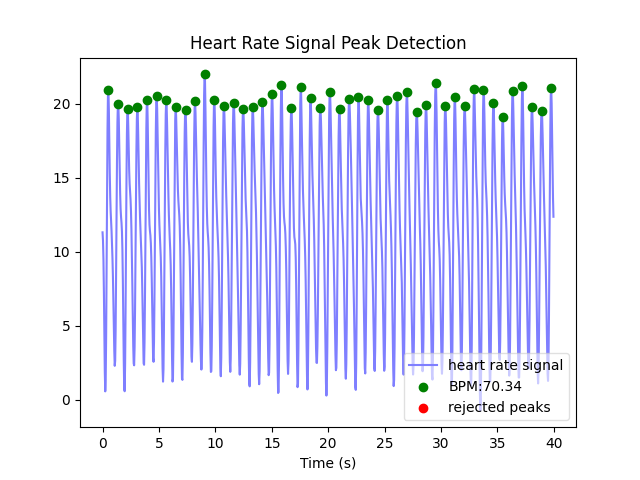 Heart Rate Signal Peak Detection
20
15
10
5
0
heart rate signal
BPM:70.34
rejected peaks
0 5 10 15 20 25 30 35 40
Time (s)